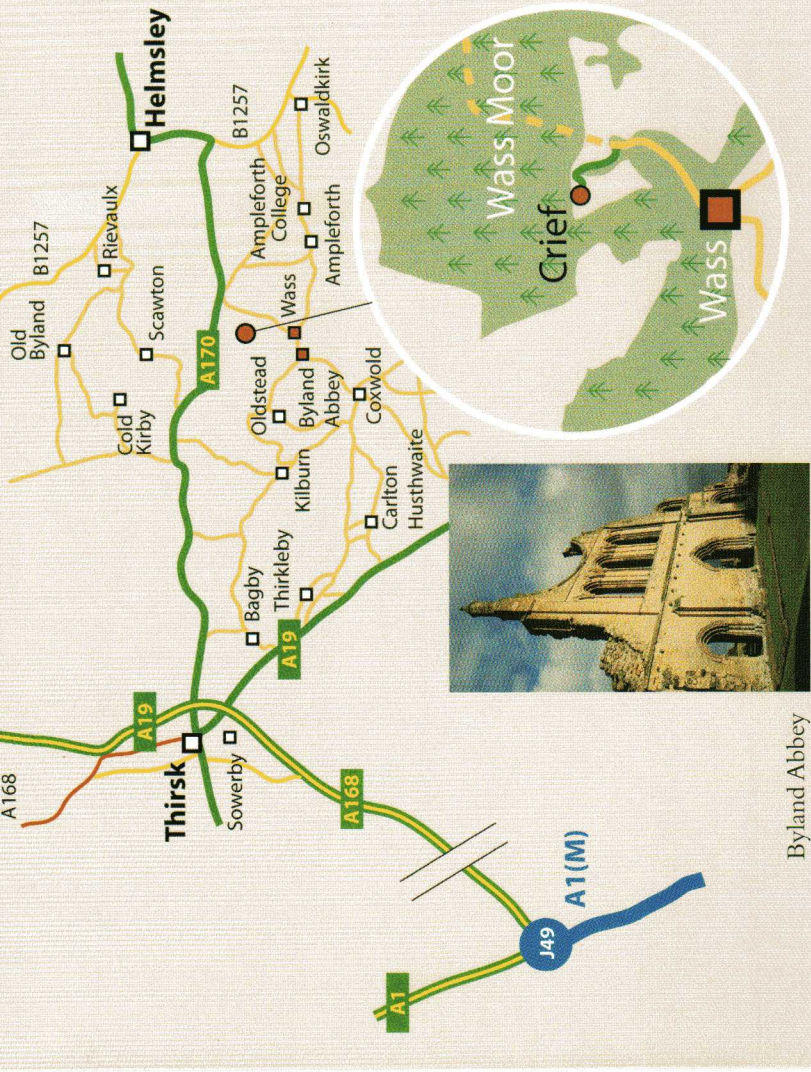 A168
Old
Byland
B1257
Rievaulx
Cold
Kirby
A19
Scawton
Helmsley
Thirsk
A170
Sowerby
B1257
Bagby
Oldstead
Ampleforth
College
Thirkleby
A19
Wass
Kilburn
Byland
Abbey
Oswaldkirk
Ampleforth
A168
Coxwold
Carlton
Husthwaite
A1
Wass Moor
J49
Crief
A1(M)
Wass
Byland Abbey